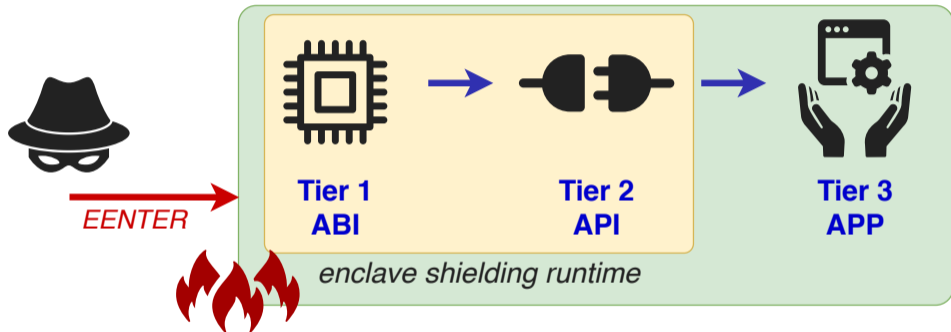 EENTER
Tier 1
ABI
Tier 2
API
Tier 3
APP
enclave shielding runtime